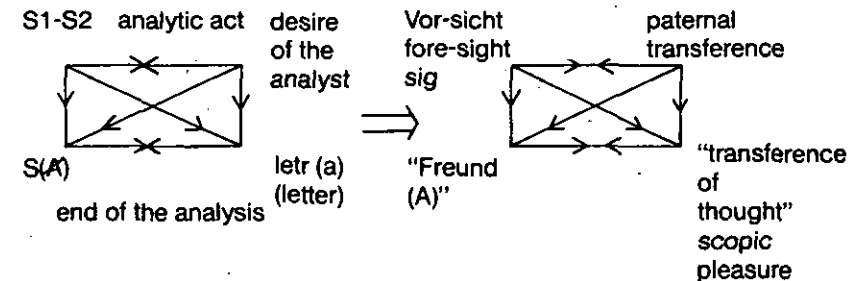 S1-S2 analytic act desire
of the
analyst
S(Ⱥ)
letr (a)
(letter)
end of the analysis
Vor-sicht
fore-sight
sig
paternal
transference
"Freund
(A)"
"transference
of
thought"
scopic
pleasure